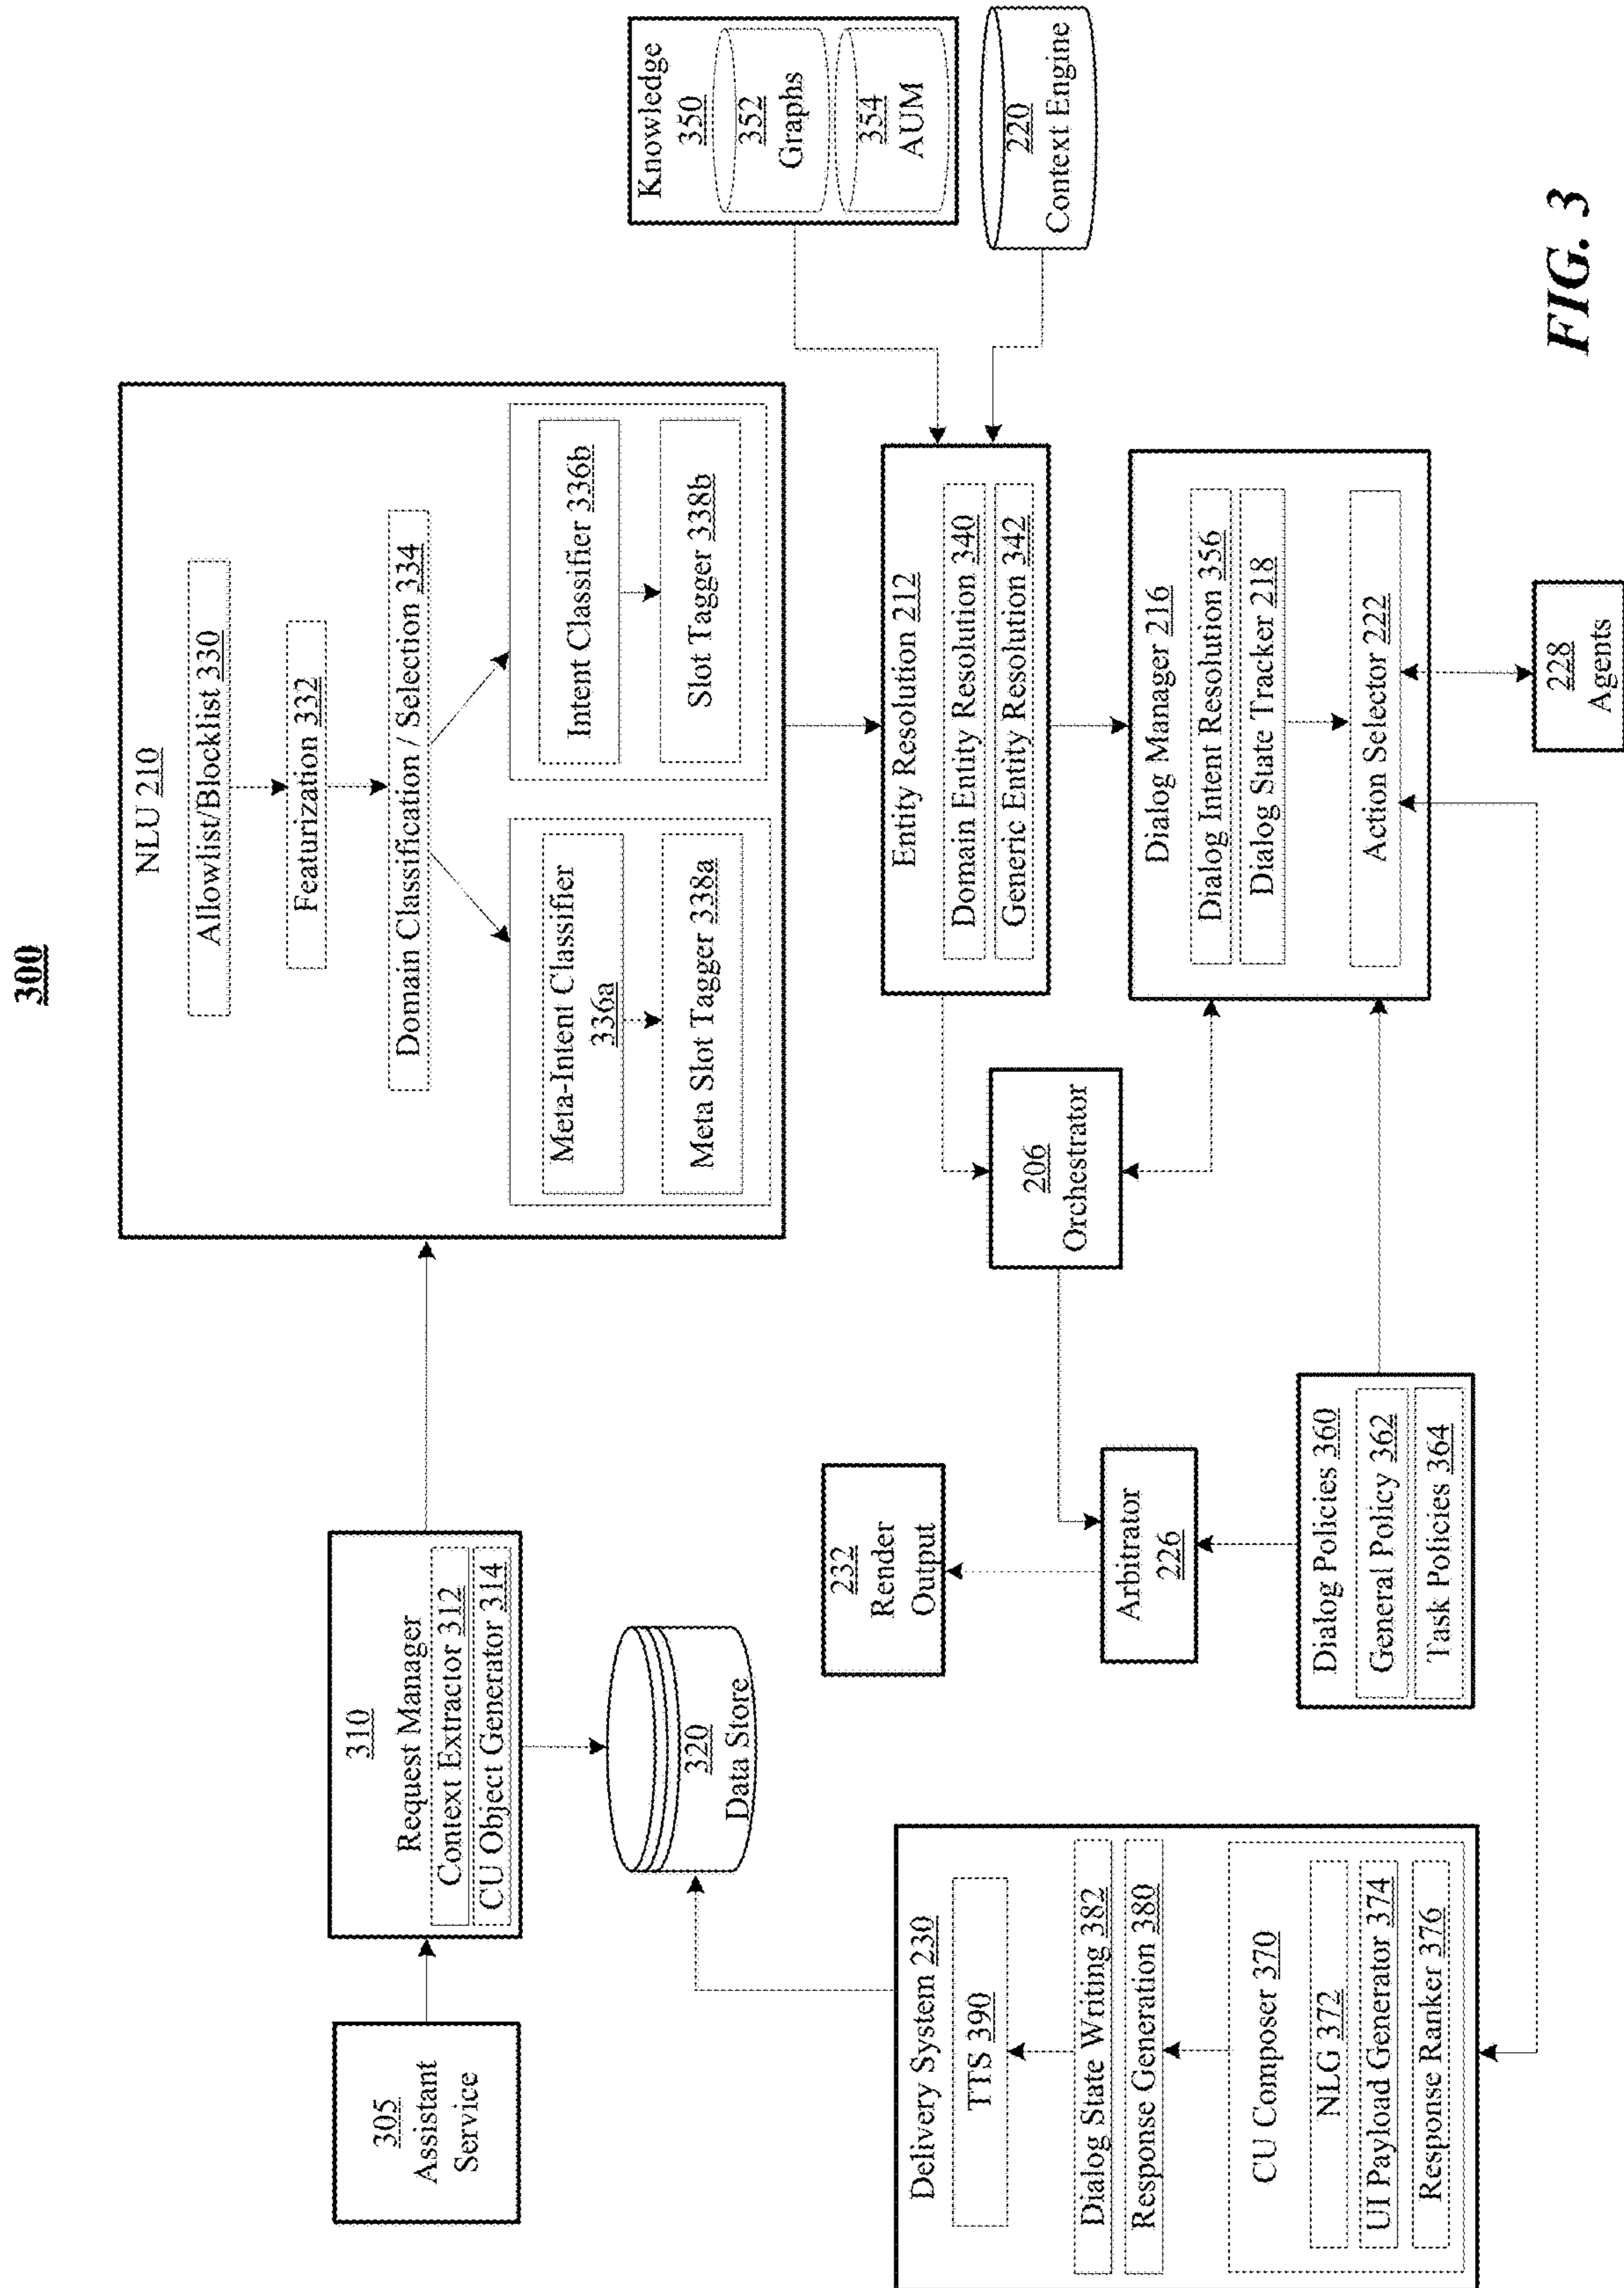 300
305
Assistant
Service
310
Request Manager
Context Extractor 312
CU Object Generator 314
320
Data Store
NLU 210
Allowlist/Blocklist 330
Featurization 332
Domain Classification / Selection 334
Meta-Intent Classifier
336a
Meta Slot Tagger 338a
Intent Classifier 336b
Slot Tagger 338b
Knowledge
350
352
Graphs
354
AUM
220
Context Engine
Entity Resolution 212
Domain Entity Resolution 340
Generic Entity Resolution 342
206
Orchestrator
232
Render
Output
Arbitrator
226
Dialog Manager 216
Dialog Intent Resolution 356
Dialog State Tracker 218
Action Selector 222
228
Agents
Dialog Policies 360
General Policy 362
Task Policies 364
Delivery System 230
TTS 390
Dialog State Writing 382
Response Generation 380
CU Composer 370
NLG 372
UI Payload Generator 374
Response Ranker 376
FIG. 3